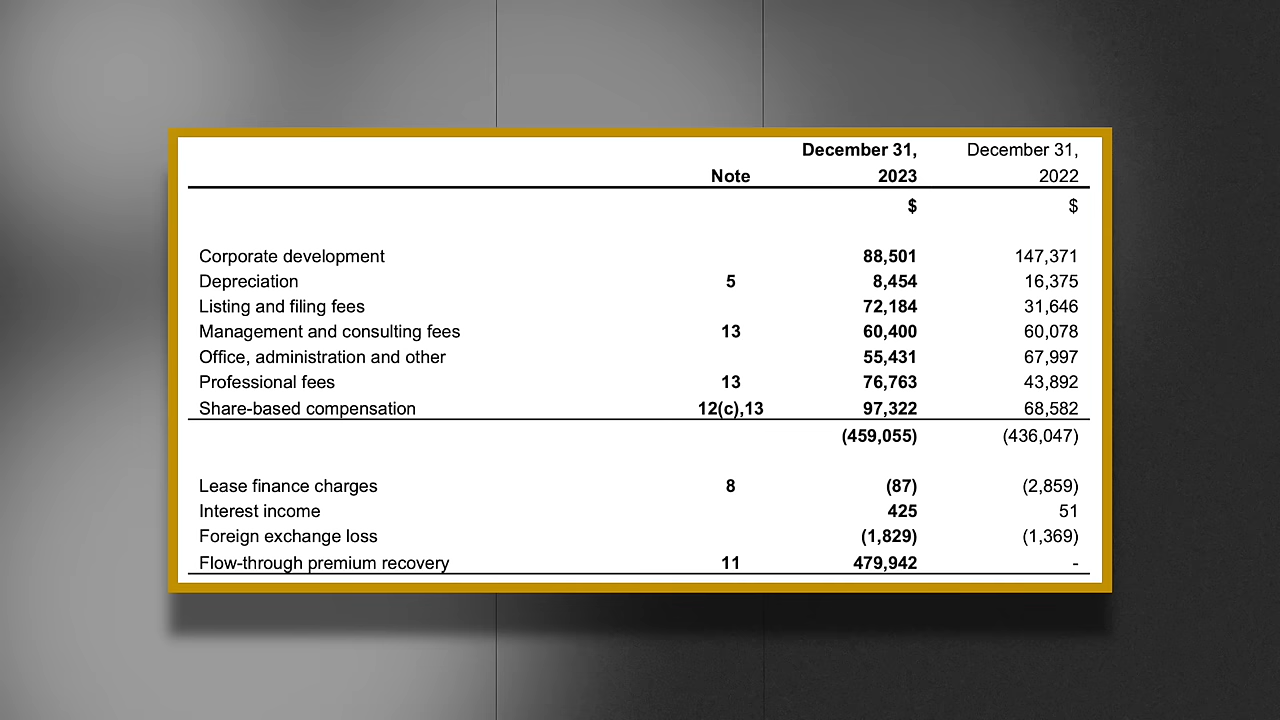 December 31, December 31,
Note 2023 2022
$ $
Corporate development 88,501 147,371
Depreciation 5 8,454 16,375
Listing and filing fees 72,184 31,646
Management and consulting fees 13 60,400 60,078
Office, administration and other 55,431 67,997
Professional fees 13 76,763 43,892
Share-based compensation 12(c),13 97,322 68,582
(459,055) (436,047)
Lease finance charges 8 (87) (2,859)
Interest income 425 51
Foreign exchange loss (1,829) (1,369)
Flow-through premium recovery 11 479,942 -